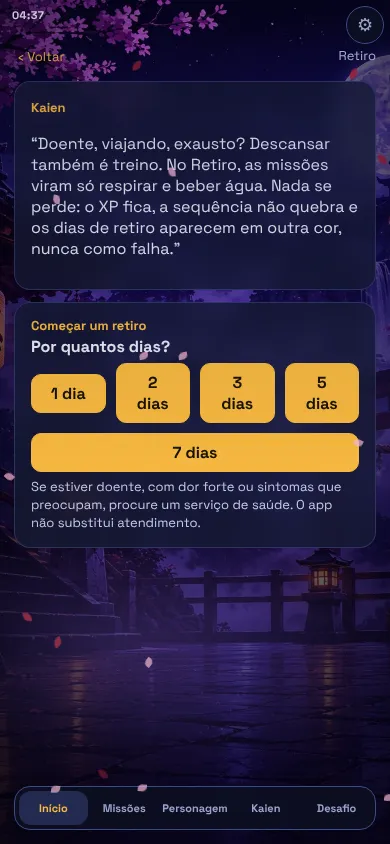 04:37
‹ Voltar
Retiro
Kaien
“Doente, viajando, exausto? Descansar
também é treino. No Retiro, as missões
viram só respirar e beber água. Nada se
perde: o XP fica, a sequência não quebra e
os dias de retiro aparecem em outra cor,
nunca como falha.”
Começar um retiro
Por quantos dias?
1 dia
2
dias
3
dias
5
dias
7 dias
Se estiver doente, com dor forte ou sintomas que
preocupam, procure um serviço de saúde. O app
não substitui atendimento.
Início
Missões
Personagem
Kaien
Desafio